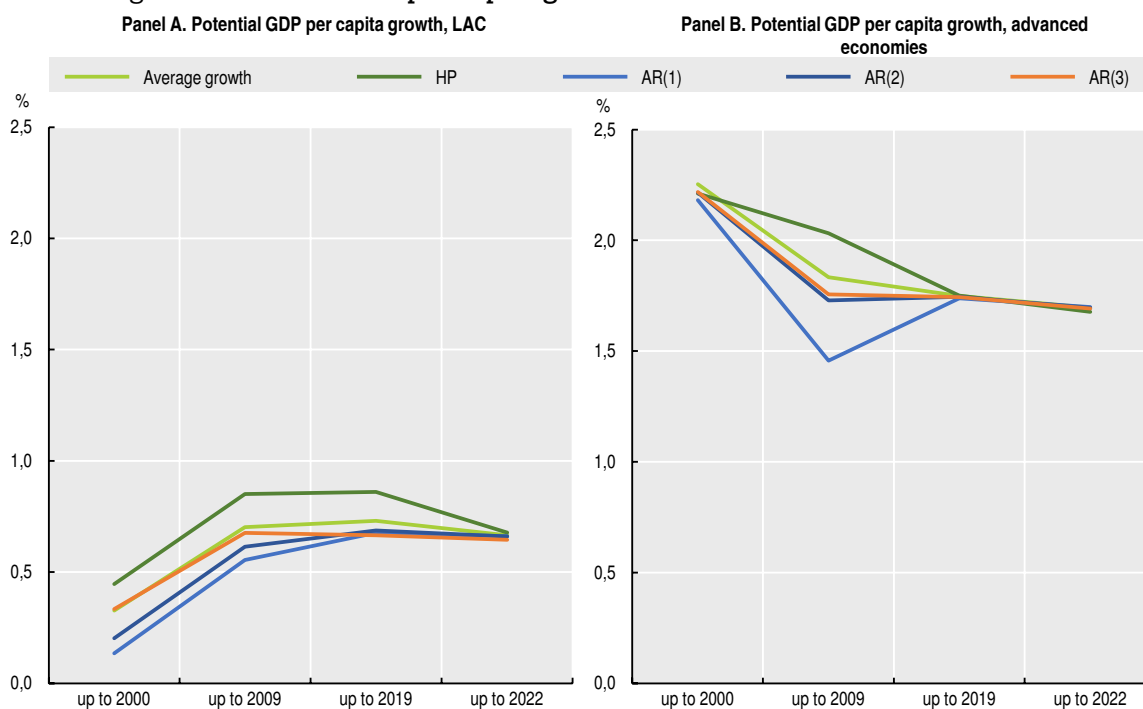 Panel A. Potential GDP per capita growth, LAC
Panel B. Potential GDP per capita growth, advanced
economies
Average growth HP AR(1) AR(2) AR(3)
%
2,5
2,0
1,5
1,0
0,5
0,0
up to 2000 up to 2009 up to 2019 up to 2022
%
2,5
2,0
1,5
1,0
0,5
0,0
up to 2000 up to 2009 up to 2019 up to 2022